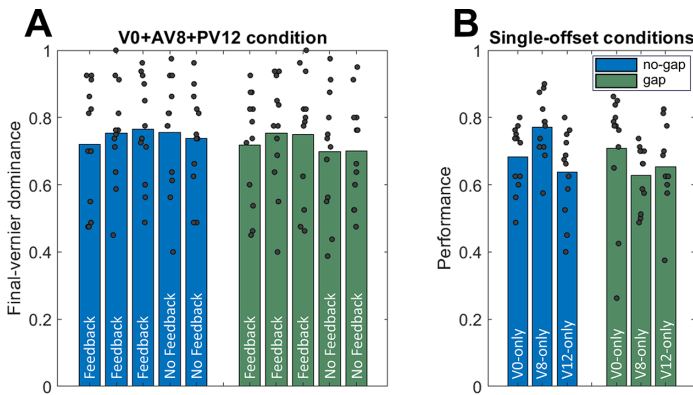 A
V0+AV8+PV12 condition
Final-vernier dominance
1
0.8
0.6
0.4
0.2
0
Feedback
Feedback
Feedback
No Feedback
No Feedback
Feedback
Feedback
Feedback
No Feedback
No Feedback
B
Single-offset conditions
no-gap
gap
Performance
1
0.8
0.6
0.4
0.2
0
V0-only
V8-only
V12-only
V0-only
V8-only
V12-only